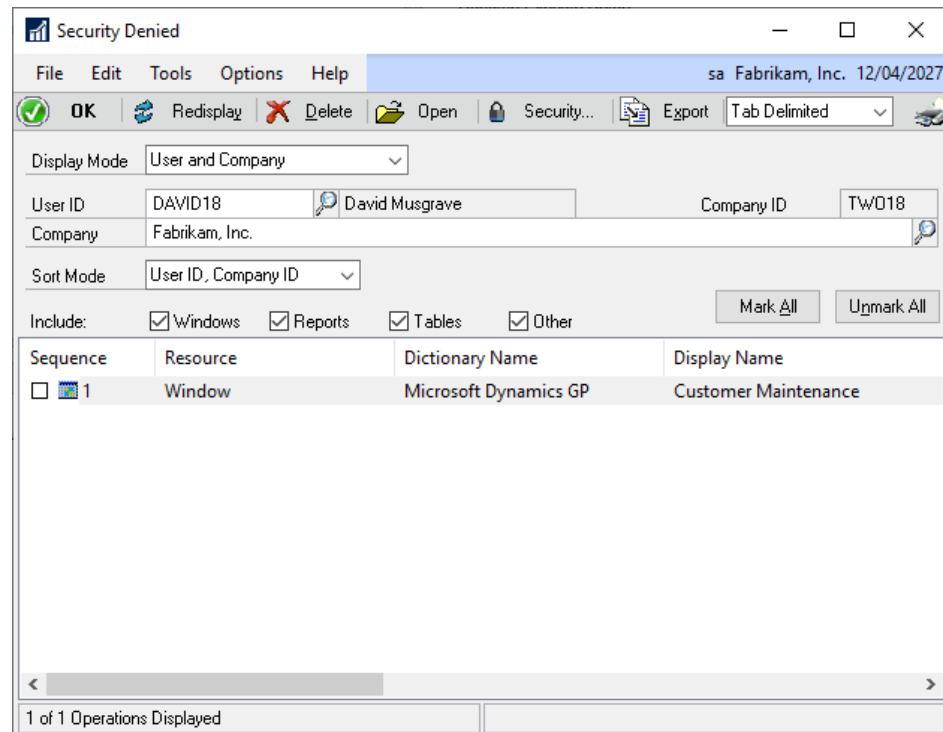 Security Denied
File Edit Tools Options Help sa Fabrikam, Inc. 12/04/2027
OK Redisplay Delete Open Security... Export Tab Delimited
Display Mode User and Company
User ID DAVID18 David Musgrave Company ID TWO18
Company Fabrikam, Inc.
Sort Mode User ID, Company ID
Mark All Unmark All
Include: Windows Reports Tables Other
Sequence Resource Dictionary Name Display Name
1 Window Microsoft Dynamics GP Customer Maintenance
1 of 1 Operations Displayed